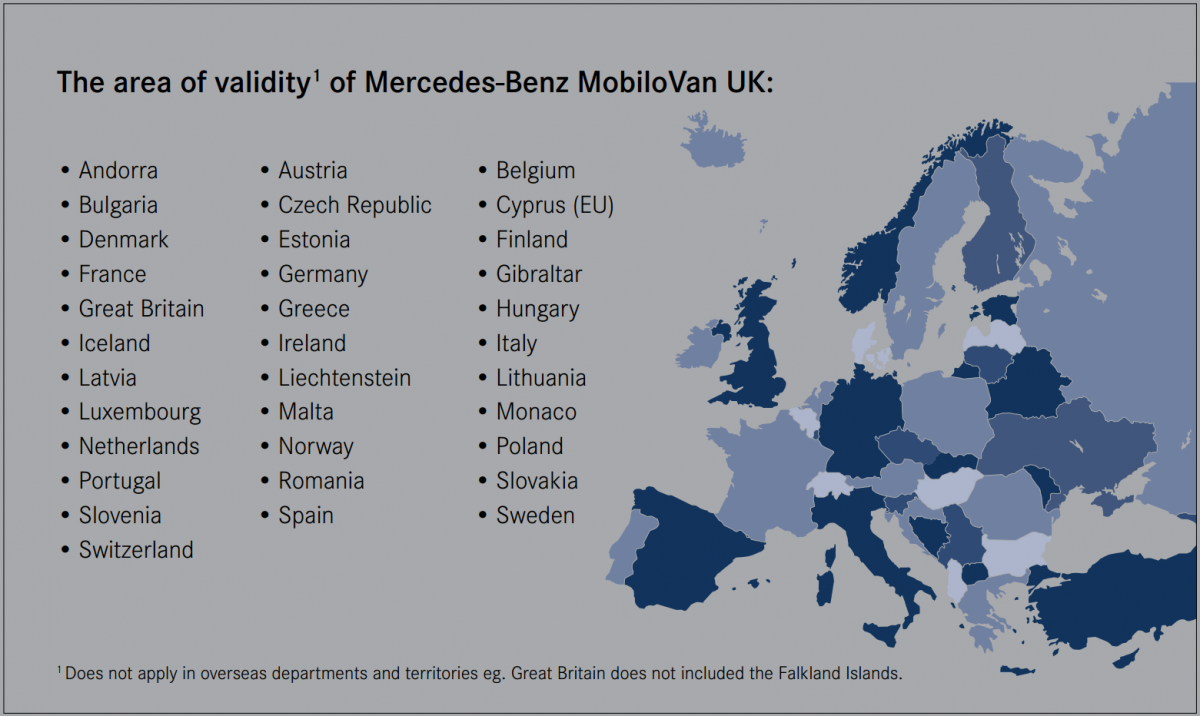 The area of validity¹ of Mercedes-Benz MobiloVan UK:
• Andorra
• Bulgaria
• Denmark
• France
• Great Britain
• Iceland
• Latvia
• Luxembourg
• Netherlands
• Portugal
• Slovenia
• Switzerland
• Austria
• Czech Republic
• Estonia
• Germany
• Greece
• Ireland
• Liechtenstein
• Malta
• Norway
• Romania
• Spain
• Belgium
• Cyprus (EU)
• Finland
• Gibraltar
• Hungary
• Italy
• Lithuania
• Monaco
• Poland
• Slovakia
• Sweden
¹ Does not apply in overseas departments and territories eg. Great Britain does not included the Falkland Islands.